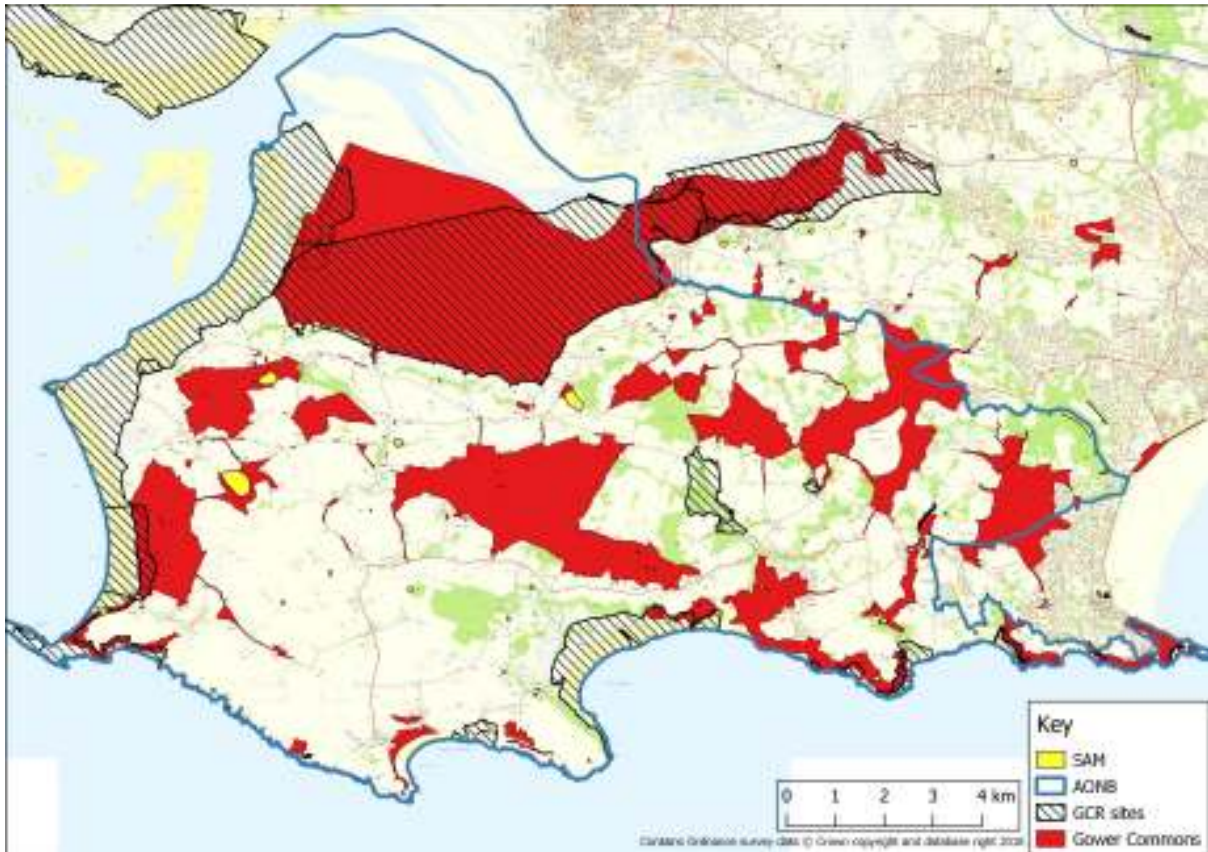 Key
SAM
AONB
GCR sites
Gower Commons
0 1 2 3 4 km
Contains Ordnance survey data © Crown copyright and database right 2018